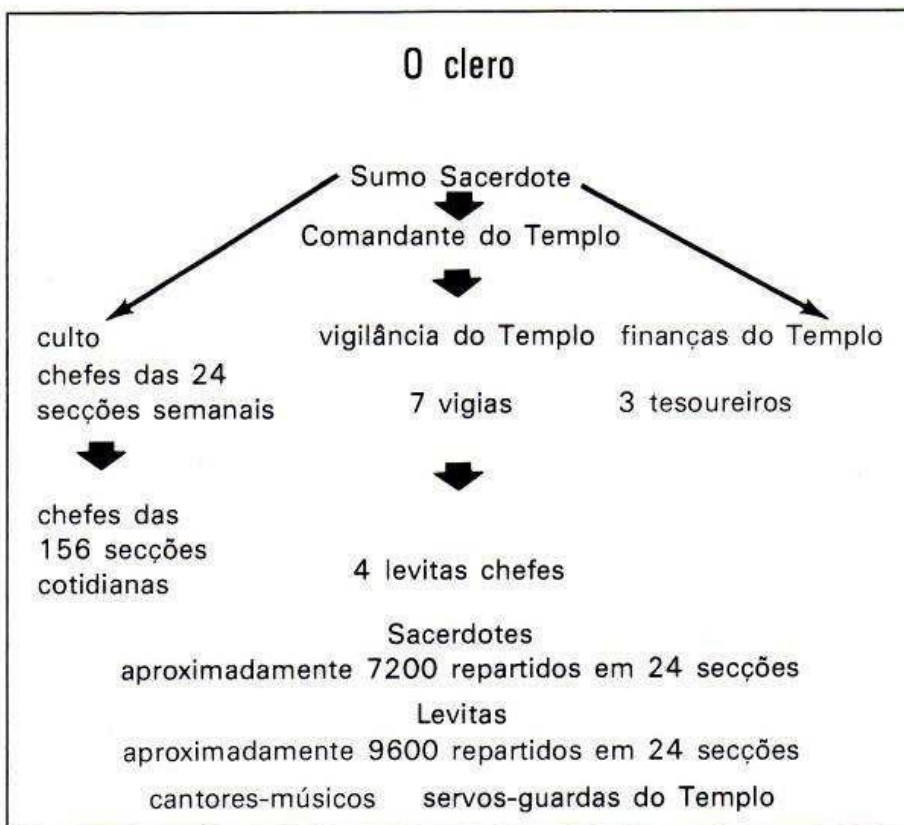 O clero
Sumo Sacerdote
Comandante do Templo
culto
chefes das 24
secções semanais
chefes das
156 secções
cotidianas
vigilância do Templo
7 vigias
4 levitas chefes
finanças do Templo
3 tesoureiros
Sacerdotes
aproximadamente 7200 repartidos em 24 secções
Levitas
aproximadamente 9600 repartidos em 24 secções
cantores-músicos servos-guardas do Templo